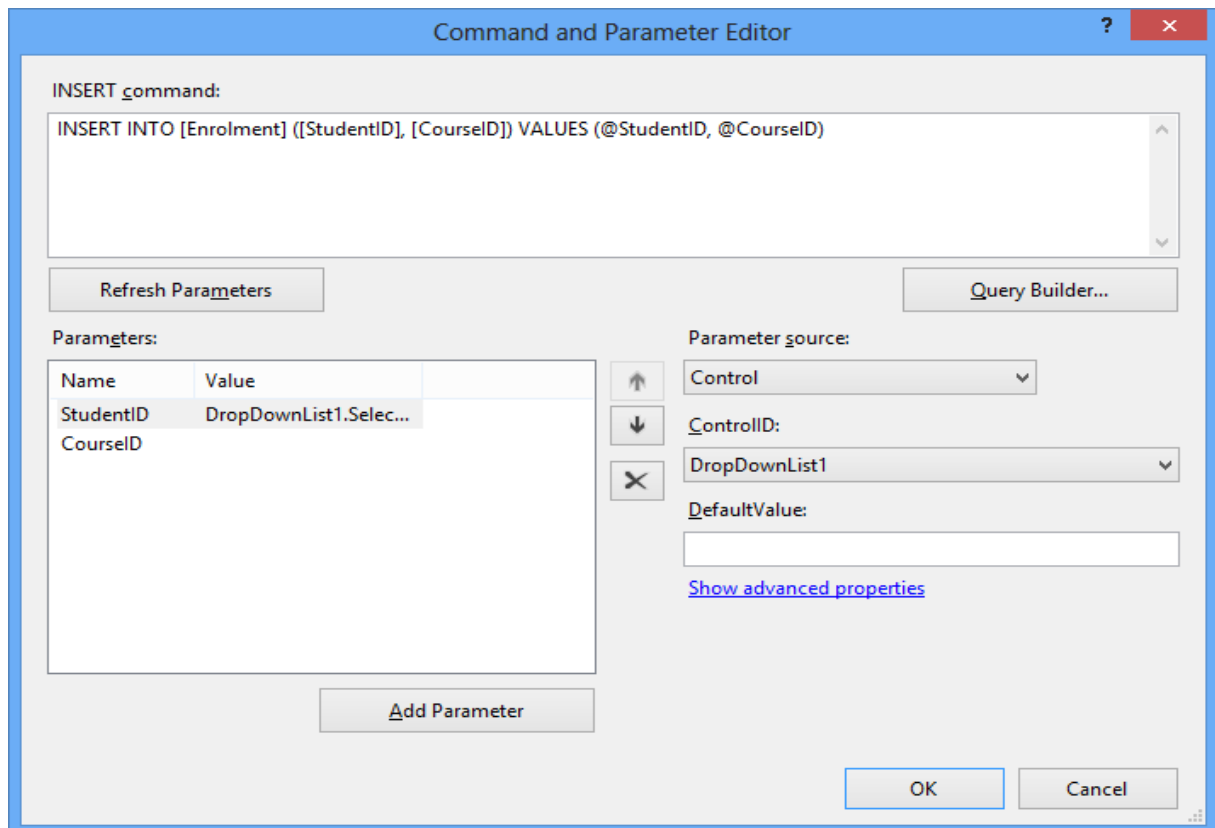 Command and Parameter Editor
?
INSERT command:
INSERT INTO [Enrolment] ([StudentID], [CourseID]) VALUES (@StudentID, @CourseID)
Refresh Parameters
Query Builder...
Parameters:
Parameter source:
Name Value
Control
StudentID DropDownList1.Selec...
ControlID:
CourseID
DropDownList1
DefaultValue:
Show advanced properties
Add Parameter
OK Cancel